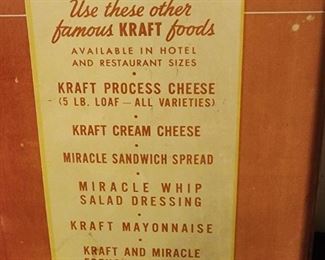 Use these other
famous KRAFT foods
AVAILABLE IN HOTEL
AND RESTAURANT SIZES
KRAFT PROCESS CHEESE
(5 LB. LOAF — ALL VARIETIES)
KRAFT CREAM CHEESE
MIRACLE SANDWICH SPREAD
MIRACLE WHIP
SALAD DRESSING
KRAFT MAYONNAISE
KRAFT AND MIRACLE